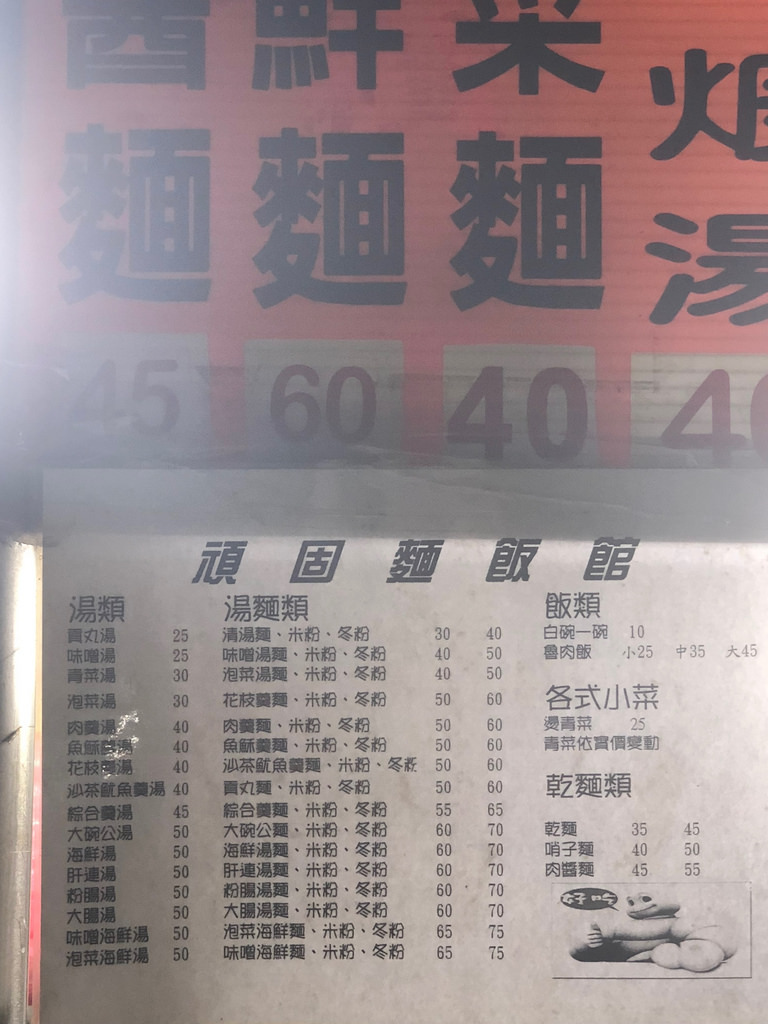 鮮 菜
麵 麵 麵 湯
45 60 40
頑固麵飯館
湯類
貢丸湯 25
味噌湯 25
青菜湯 30
泡菜湯 30
肉羹湯 40
魚酥羹湯 40
花枝羹湯 40
沙茶魷魚羹湯 40
綜合羹湯 45
大碗公湯 50
海鮮湯 50
肝連湯 50
粉腸湯 50
大腸湯 50
味噌海鮮湯 50
泡菜海鮮湯 50
湯麵類
清湯麵、米粉、冬粉 30 40
味噌湯麵、米粉、冬粉 40 50
泡菜湯麵、米粉、冬粉 40 50
花枝羹麵、米粉、冬粉 50 60
肉羹麵、米粉、冬粉 50 60
魚酥羹麵、米粉、冬粉 50 60
沙茶魷魚羹麵、米粉、冬粉 50 60
貢丸麵、米粉、冬粉 50 60
綜合羹麵、米粉、冬粉 55 65
大碗公麵、米粉、冬粉 60 70
海鮮湯麵、米粉、冬粉 60 70
肝連湯麵、米粉、冬粉 60 70
粉腸湯麵、米粉、冬粉 60 70
大腸湯麵、米粉、冬粉 60 70
泡菜海鮮麵、米粉、冬粉 65 75
味噌海鮮麵、米粉、冬粉 65 75
飯類
白碗一碗 10
魯肉飯 小25 中35 大45
各式小菜
燙青菜 25
青菜依實價變動
乾麵類
乾麵 35 45
哨子麵 40 50
肉醬麵 45 55
好吃